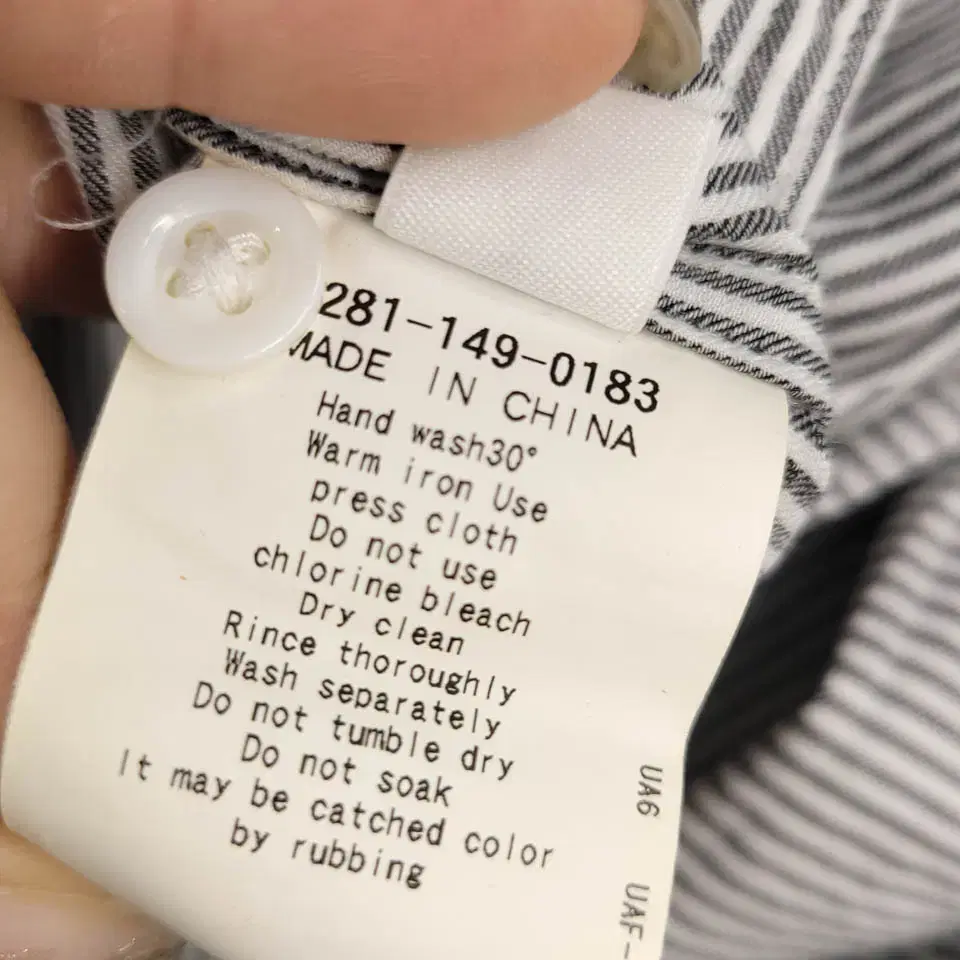 281-149-0183
MADE IN CHINA
Hand wash30°
Warm iron Use
press cloth
Do not use
chlorine bleach
Dry clean
Rince thoroughly
Wash separately
Do not tumble dry
Do not soak
It may be catched color
by rubbing
UA6
UAF-